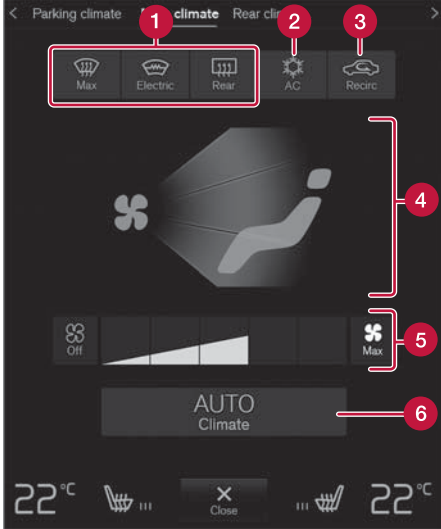 Parking climate climate Rear
1 2 3
Max Electric Rear AC Recirc
4
Off Max 5
AUTO
Climate 6
22°C Close 22°C